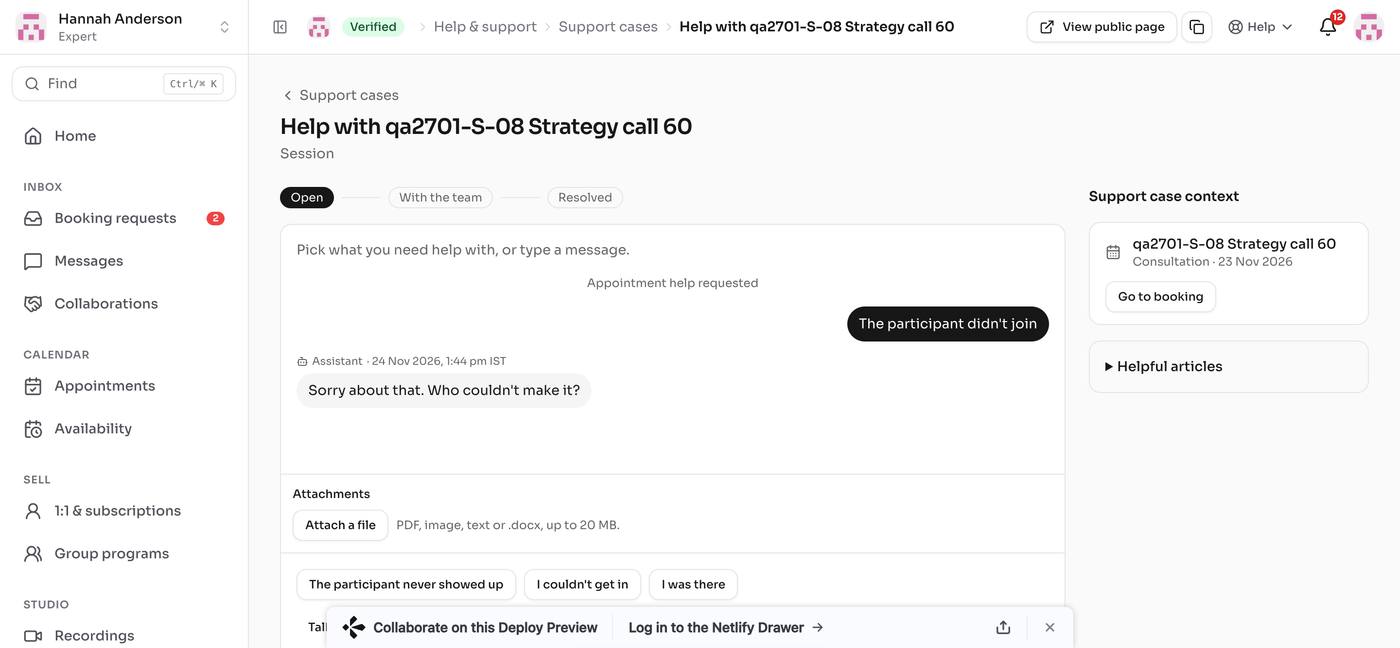 Hannah Anderson
Expert
Verified
Help & support
Support cases
Help with qa2701-S-08 Strategy call 60
View public page
Help
12
Find
Ctrl/⌘ K
Home
INBOX
Booking requests
2
Messages
Collaborations
CALENDAR
Appointments
Availability
SELL
1:1 & subscriptions
Group programs
STUDIO
Recordings
Support cases
Help with qa2701-S-08 Strategy call 60
Session
Open
With the team
Resolved
Pick what you need help with, or type a message.
Appointment help requested
The participant didn't join
Assistant · 24 Nov 2026, 1:44 pm IST
Sorry about that. Who couldn't make it?
Attachments
Attach a file
PDF, image, text or .docx, up to 20 MB.
The participant never showed up
I couldn't get in
I was there
Collaborate on this Deploy Preview
Log in to the Netlify Drawer →
Support case context
qa2701-S-08 Strategy call 60
Consultation · 23 Nov 2026
Go to booking
Helpful articles